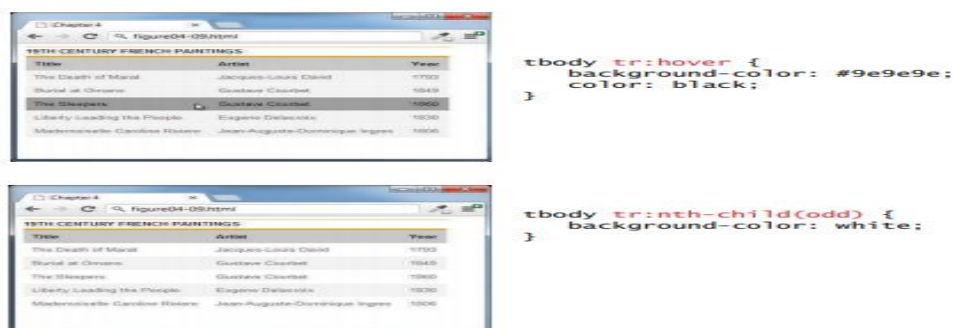 Chapter 4
figure04-09.html
19TH CENTURY FRENCH PAINTINGS
Title Artist Year
The Death of Marat Jacques-Louis David 1793
Burial at Ornans Gustave Courbet 1849
The Sleepers Gustave Courbet 1866
Liberty Leading the People Eugene Delacroix 1830
Mademoiselle Caroline Riviere Jean-Auguste-Dominique Ingres 1806
tbody tr:hover {
background-color: #9e9e9e;
color: black;
}
Chapter 4
figure04-09.html
19TH CENTURY FRENCH PAINTINGS
Title Artist Year
The Death of Marat Jacques-Louis David 1793
Burial at Ornans Gustave Courbet 1849
The Sleepers Gustave Courbet 1866
Liberty Leading the People Eugene Delacroix 1830
Mademoiselle Caroline Riviere Jean-Auguste-Dominique Ingres 1806
tbody tr:nth-child(odd) {
background-color: white;
}